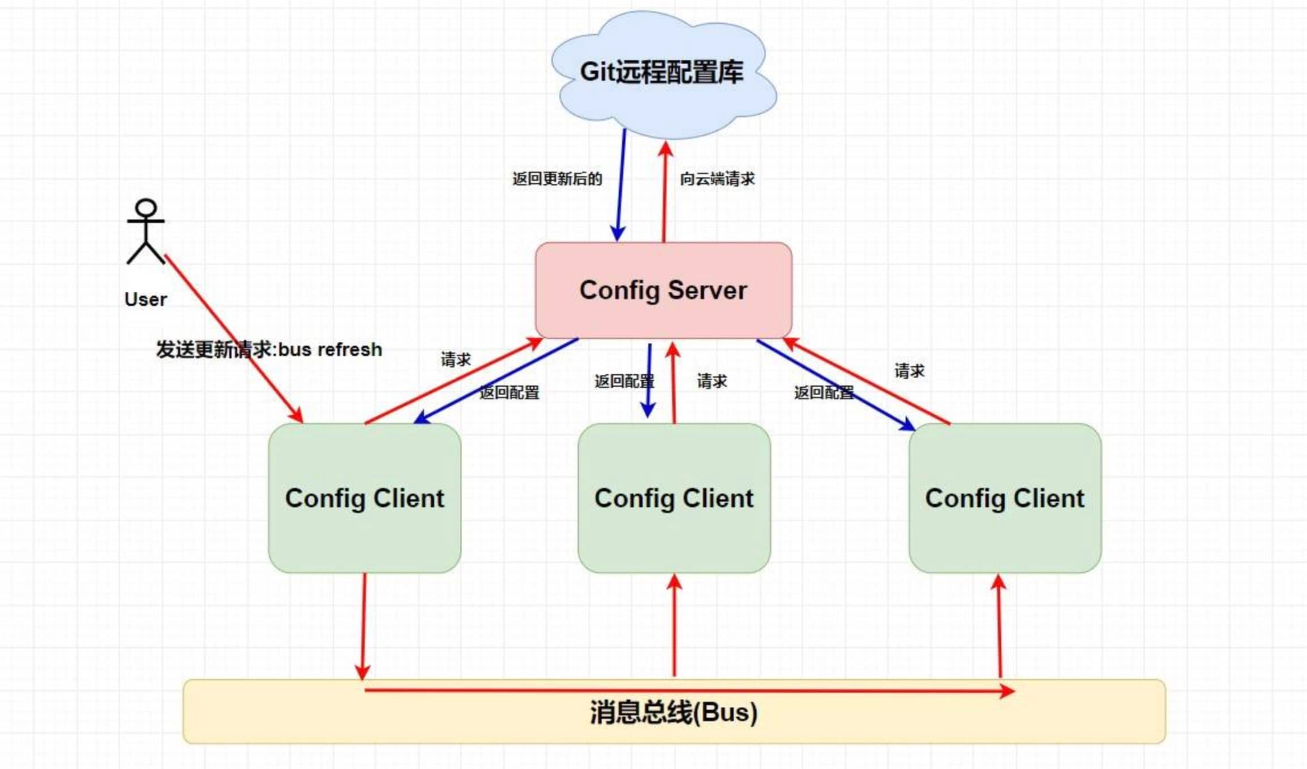 Git远程配置库
返回更新后的
向云端请求
Config Server
User
发送更新请求:bus refresh
请求
返回配置
返回配置
请求
返回配置
请求
Config Client
Config Client
Config Client
消息总线(Bus)